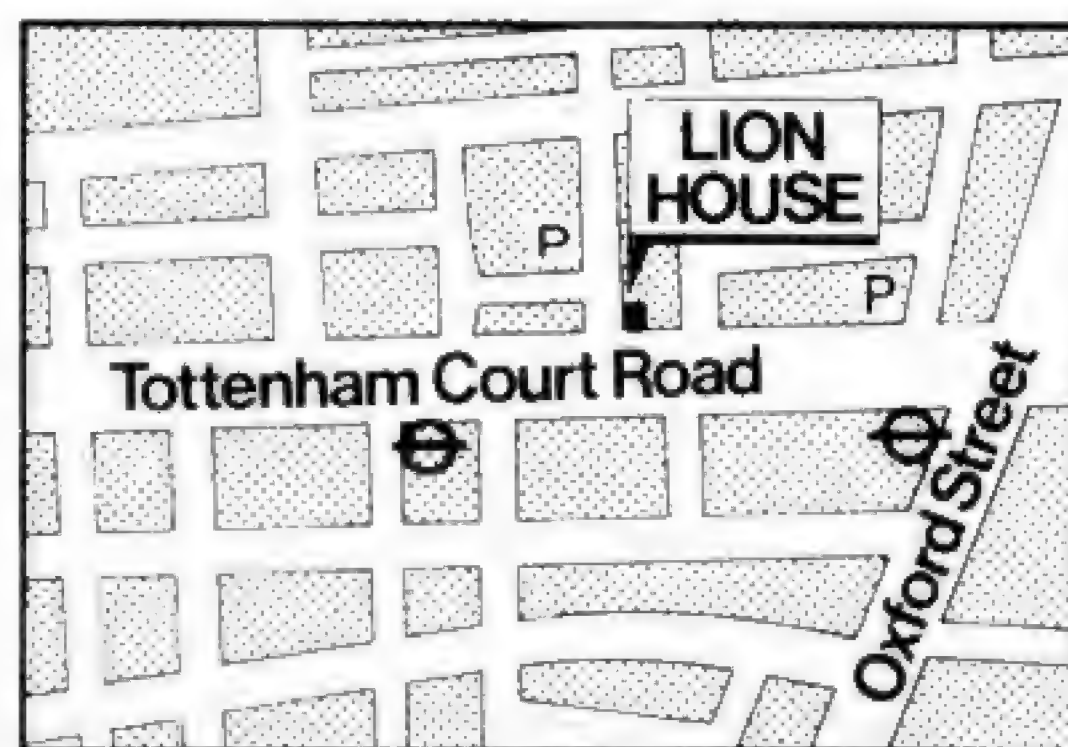 LION
HOUSE
P
P
Tottenham Court Road
Oxford Street